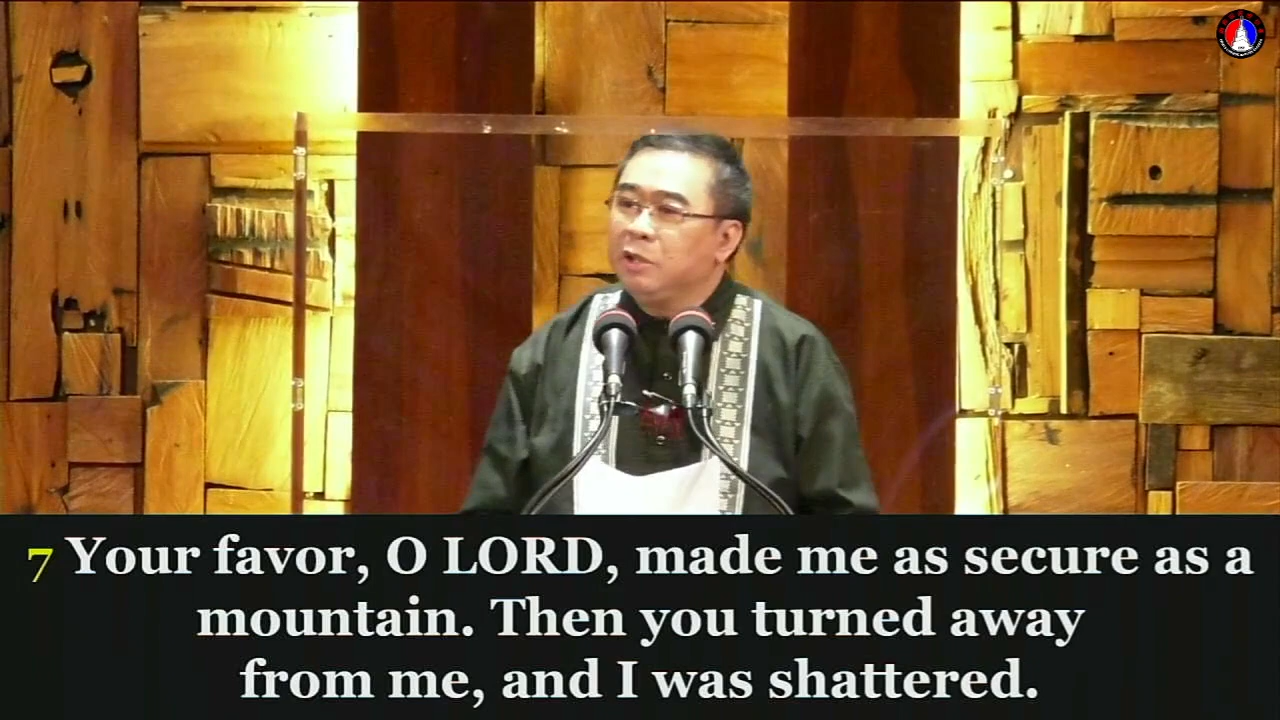 7 Your favor, O LORD, made me as secure as a
mountain. Then you turned away
from me, and I was shattered.